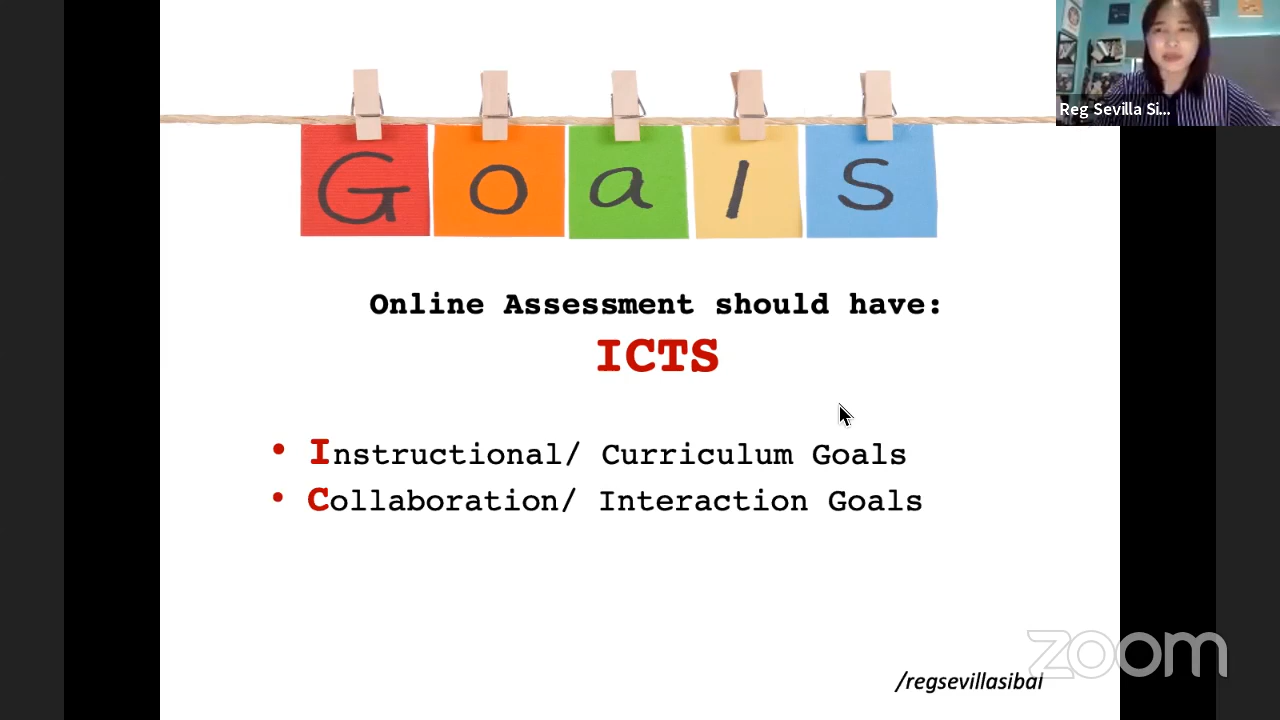 Goals
Reg Sevilla Si...
Online Assessment should have:
ICTS
• Instructional/ Curriculum Goals
• Collaboration/ Interaction Goals
zoom
/regsevillasibal